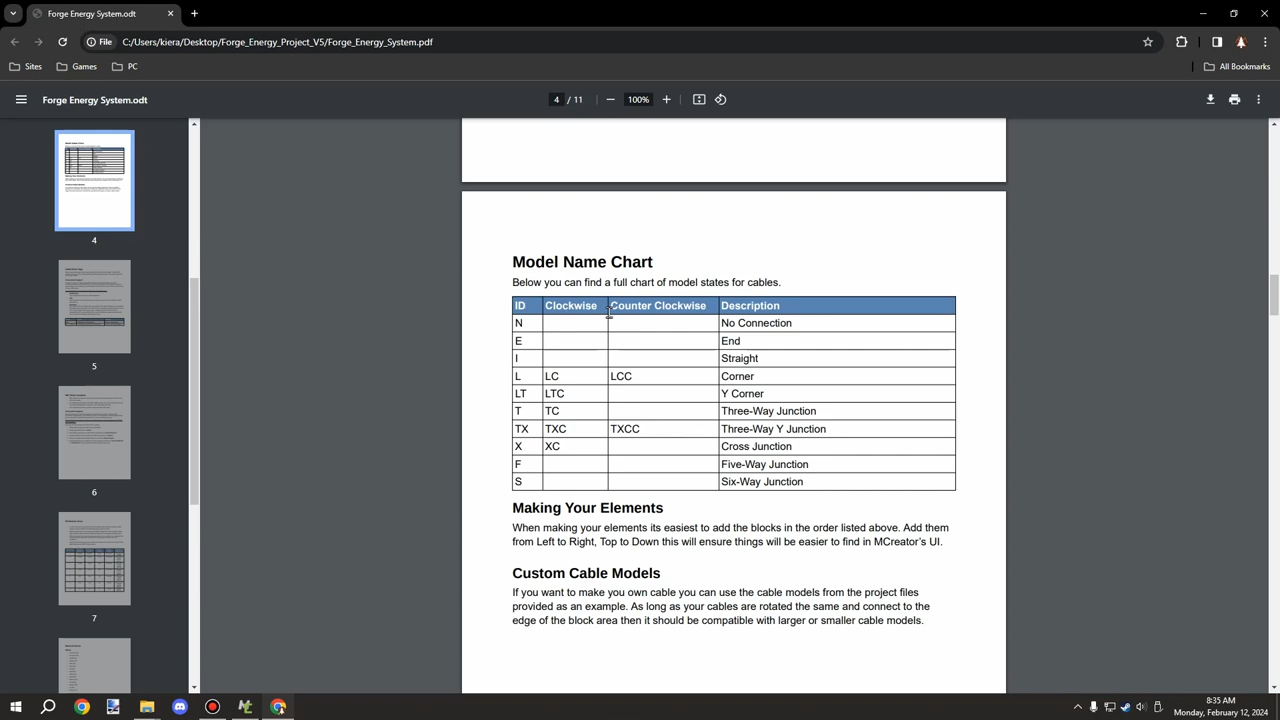 Forge Energy System.odt
File C:/Users/kiera/Desktop/Forge_Energy_Project_V5/Forge_Energy_System.pdf
Sites Games PC All Bookmarks
Forge Energy System.odt 4 / 11 100%
4
5
6
7
Model Name Chart
Below you can find a full chart of model states for cables.
ID Clockwise Counter Clockwise Description
N No Connection
E End
I Straight
L LC LCC Corner
LT LTC Y Corner
T TC Three-Way Junction
TX TXC TXCC Three-Way Y Junction
X XC Cross Junction
F Five-Way Junction
S Six-Way Junction
Making Your Elements
When making your elements its easiest to add the blocks in the order listed above. Add them
from Left to Right, Top to Down this will ensure things will be easier to find in MCreator's UI.
Custom Cable Models
If you want to make you own cable you can use the cable models from the project files
provided as an example. As long as your cables are rotated the same and connect to the
edge of the block area then it should be compatible with larger or smaller cable models.
8:35 AM
Monday, February 12, 2024